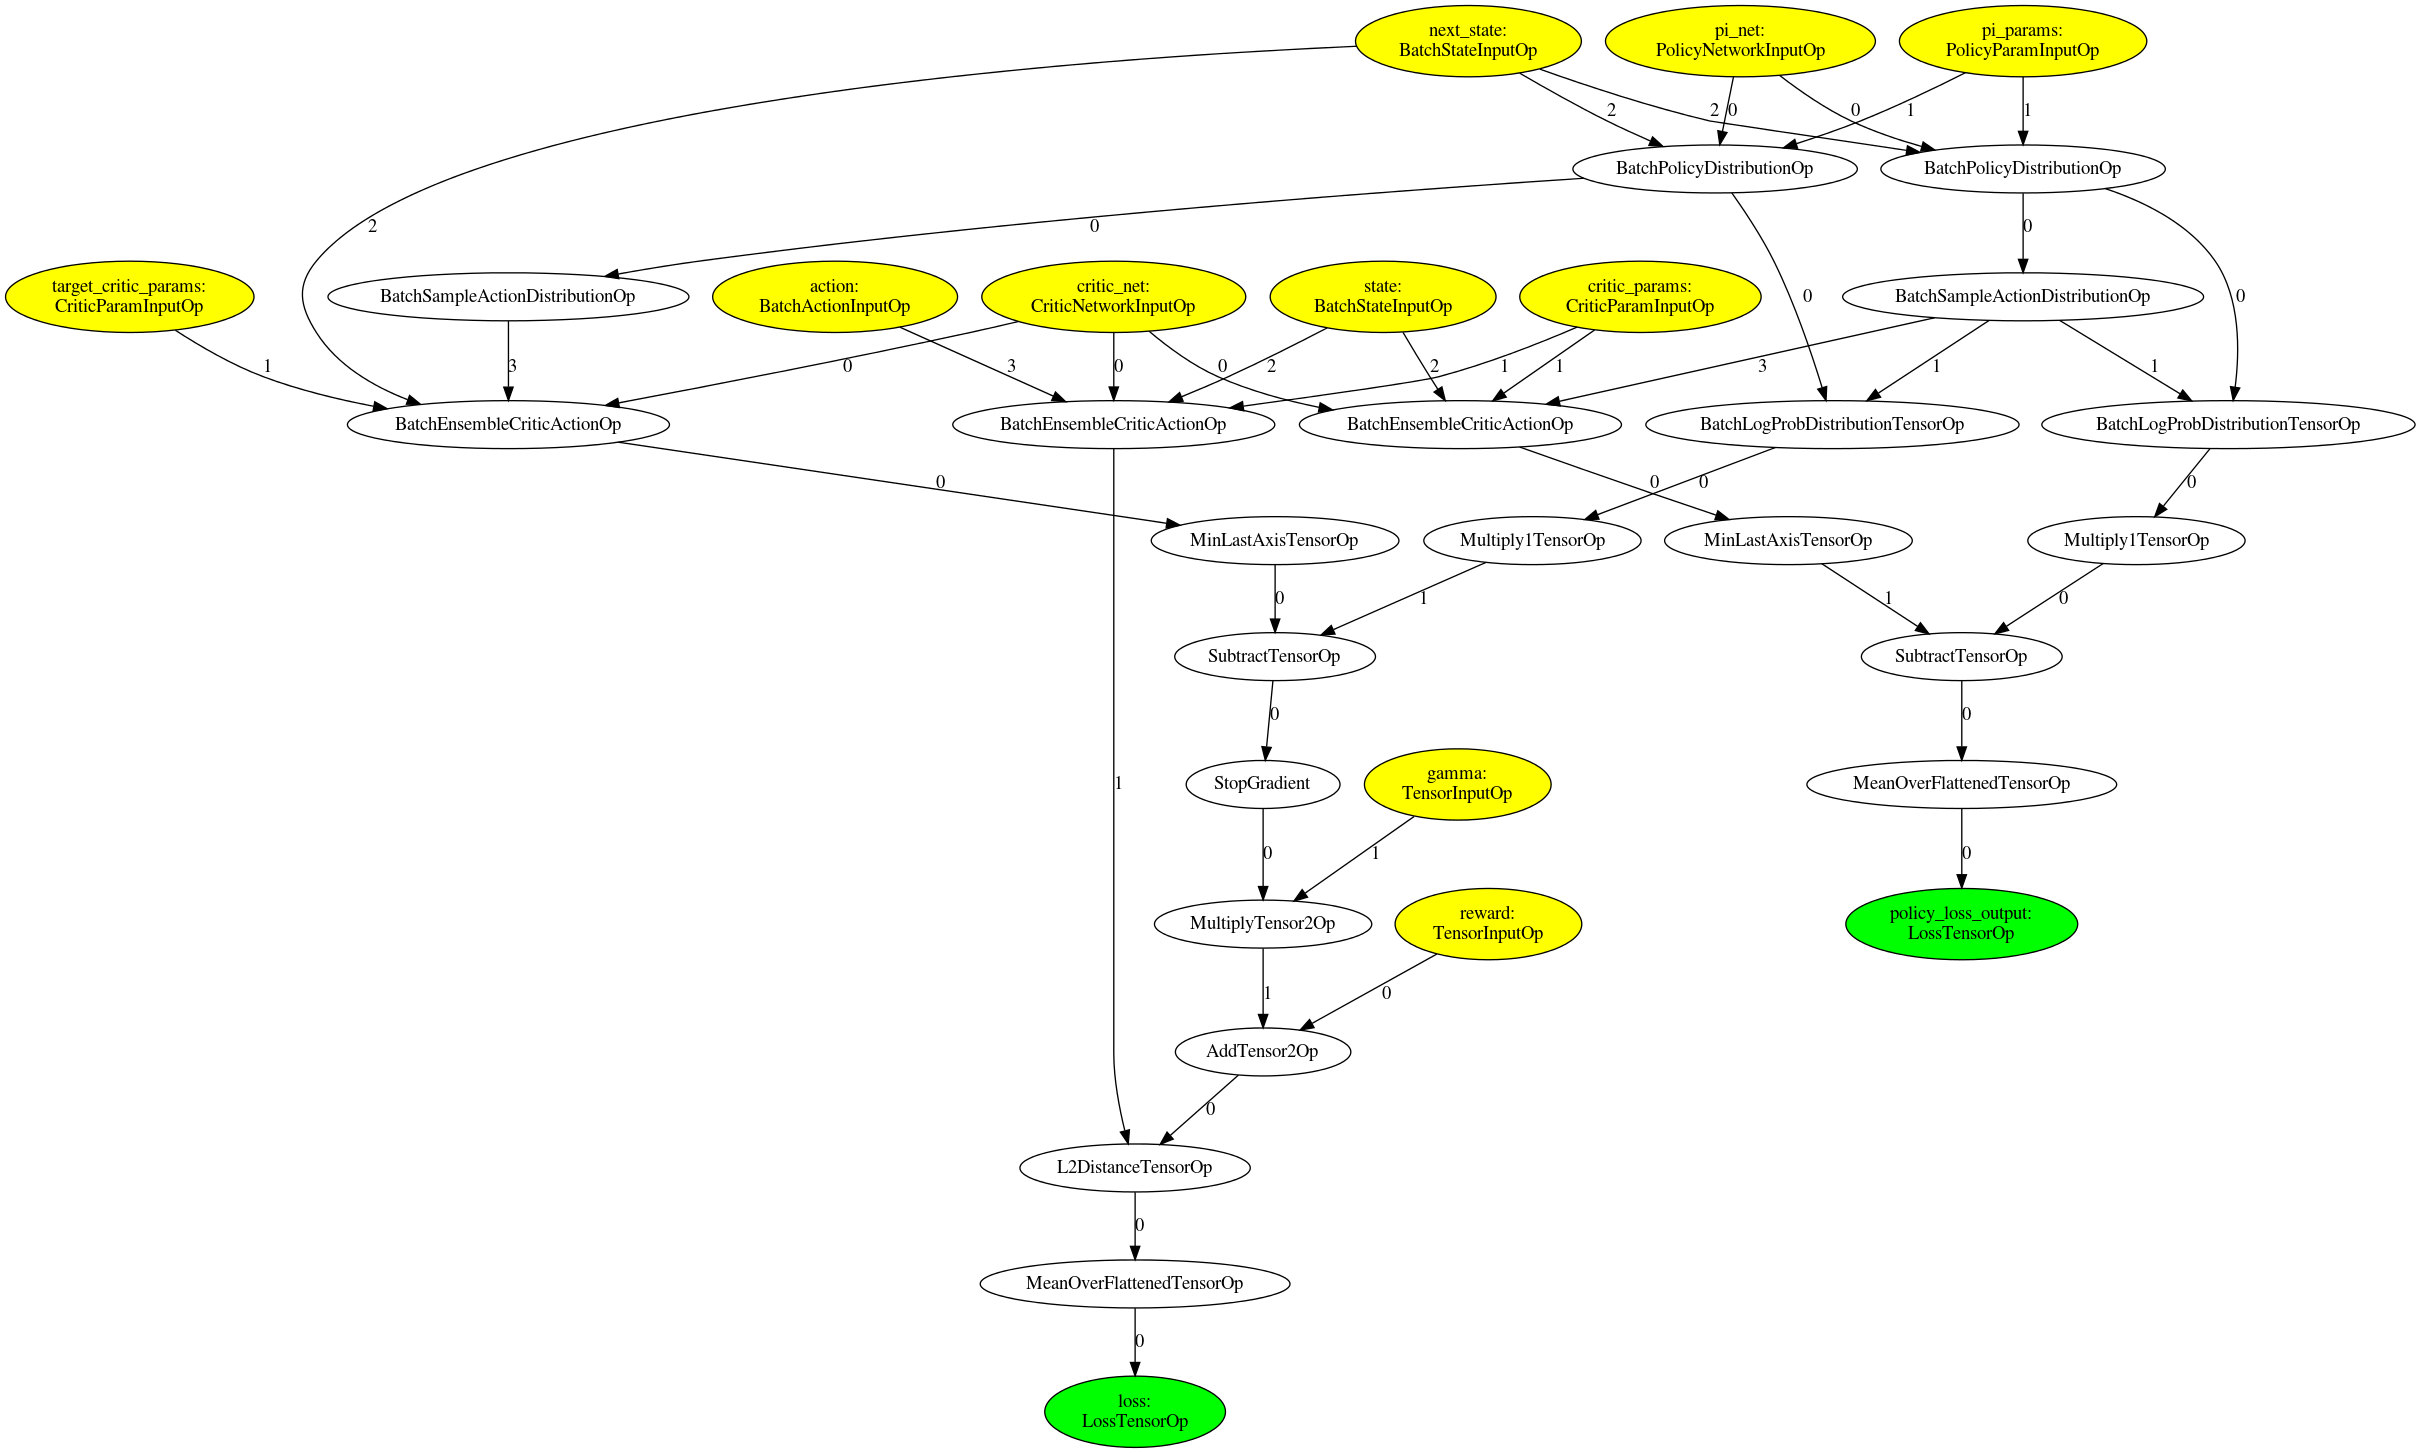 next_state:
BatchStateInputOp
pi_net:
PolicyNetworkInputOp
pi_params:
PolicyParamInputOp
2
2
0
0
1
1
BatchPolicyDistributionOp
BatchPolicyDistributionOp
2
0
0
target_critic_params:
CriticParamInputOp
BatchSampleActionDistributionOp
action:
BatchActionInputOp
critic_net:
CriticNetworkInputOp
state:
BatchStateInputOp
critic_params:
CriticParamInputOp
0
BatchSampleActionDistributionOp
0
1
3
0
3
0
0
2
2
1
1
3
1
1
BatchEnsembleCriticActionOp
BatchEnsembleCriticActionOp
BatchEnsembleCriticActionOp
BatchLogProbDistributionTensorOp
BatchLogProbDistributionTensorOp
0
0
0
0
MinLastAxisTensorOp
Multiply1TensorOp
MinLastAxisTensorOp
Multiply1TensorOp
0
1
1
0
SubtractTensorOp
SubtractTensorOp
0
0
1
StopGradient
gamma:
TensorInputOp
MeanOverFlattenedTensorOp
0
1
0
MultiplyTensor2Op
reward:
TensorInputOp
policy_loss_output:
LossTensorOp
1
0
AddTensor2Op
0
L2DistanceTensorOp
0
MeanOverFlattenedTensorOp
0
loss:
LossTensorOp